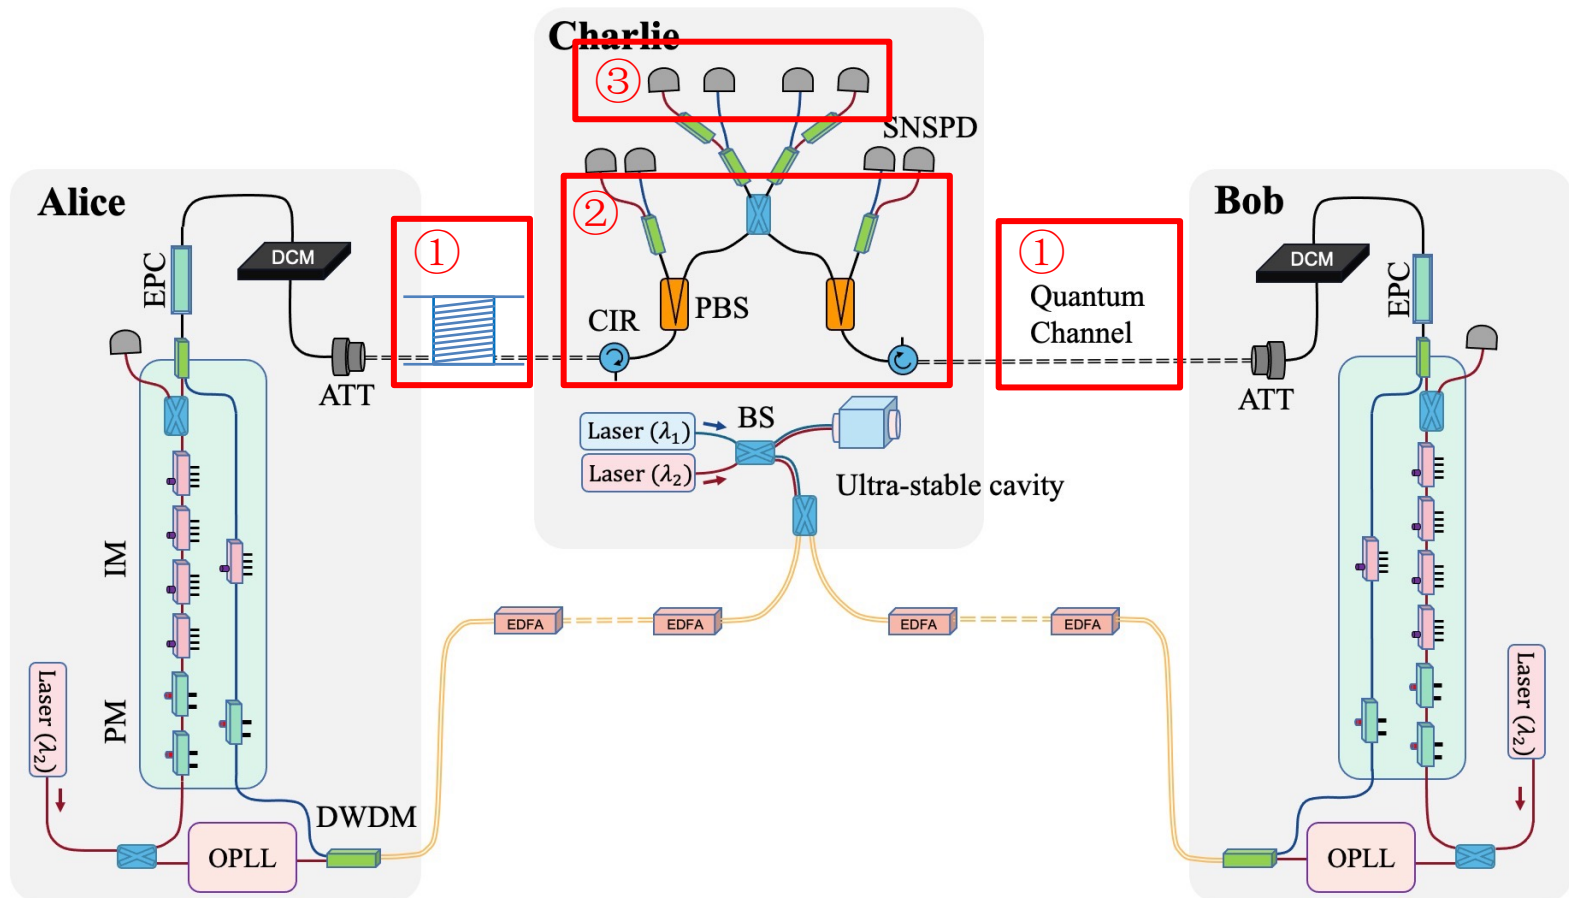 Charlie
③
SNSPD
Alice
②
Bob
①
①
DCM
DCM
EPC
EPC
Quantum
Channel
CIR
PBS
ATT
ATT
Laser (λ₁)
BS
Laser (λ₂)
Ultra-stable cavity
IM
EDFA
EDFA
EDFA
EDFA
Laser (λ₂)
PM
Laser (λ₂)
DWDM
OPLL
OPLL